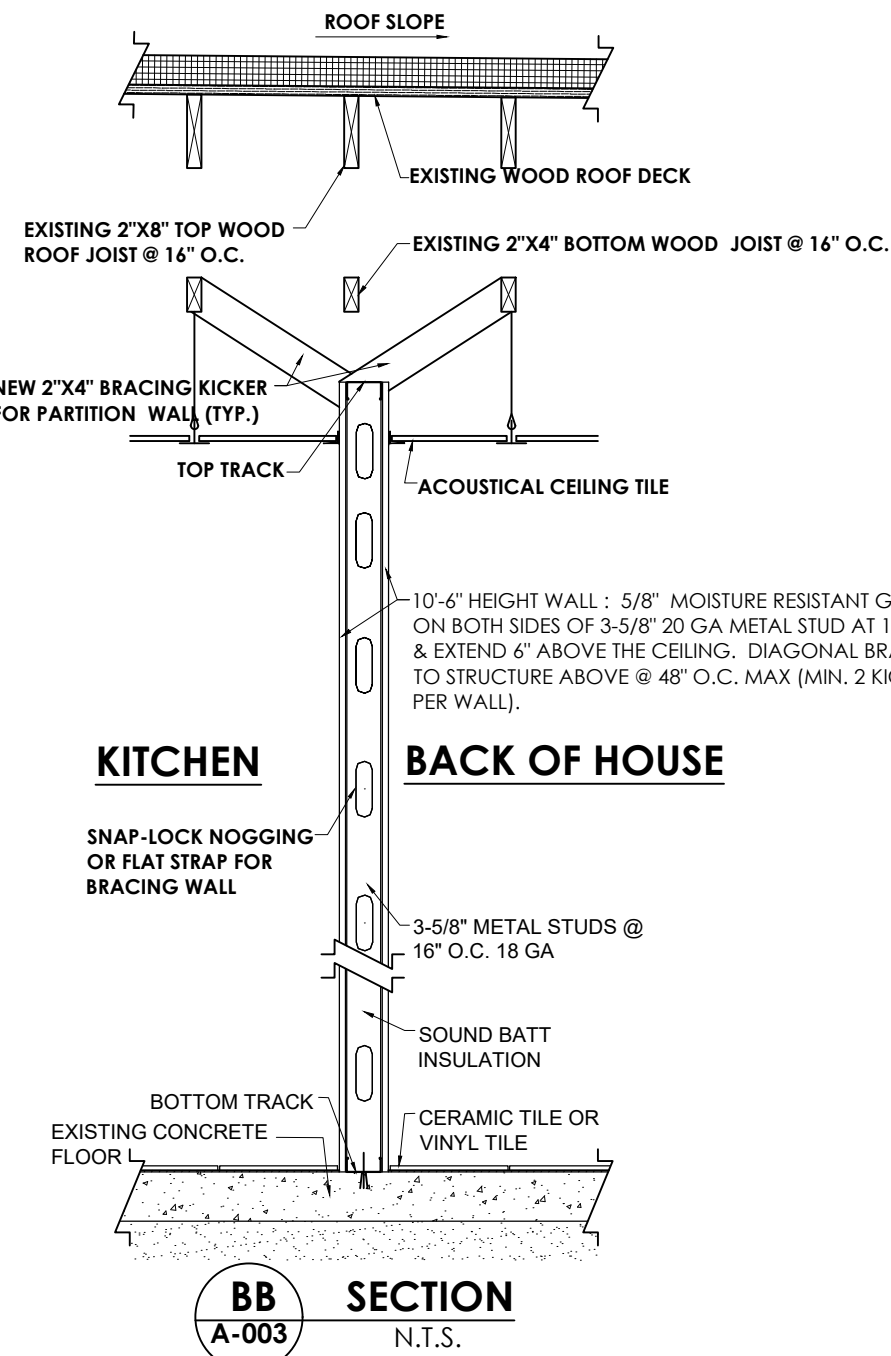 ROOF SLOPE
EXISTING WOOD ROOF DECK
EXISTING 2"X8" TOP WOOD
ROOF JOIST @ 16" O.C.
EXISTING 2"X4" BOTTOM WOOD JOIST @ 16" O.C.
NEW 2"X4" BRACING KICKER
FOR PARTITION WALL (TYP.)
TOP TRACK
ACOUSTICAL CEILING TILE
10'-6" HEIGHT WALL : 5/8" MOISTURE RESISTANT
ON BOTH SIDES OF 3-5/8" 20 GA METAL STUD AT
& EXTEND 6" ABOVE THE CEILING. DIAGONAL
TO STRUCTURE ABOVE @ 48" O.C. MAX (MIN. 2
PER WALL).
KITCHEN
BACK OF HOUSE
SNAP-LOCK NOGGING
OR FLAT STRAP FOR
BRACING WALL
3-5/8" METAL STUDS @
16" O.C. 18 GA
SOUND BATT
INSULATION
BOTTOM TRACK
EXISTING CONCRETE
FLOOR
CERAMIC TILE OR
VINYL TILE
BB
A-003
SECTION
N.T.S.